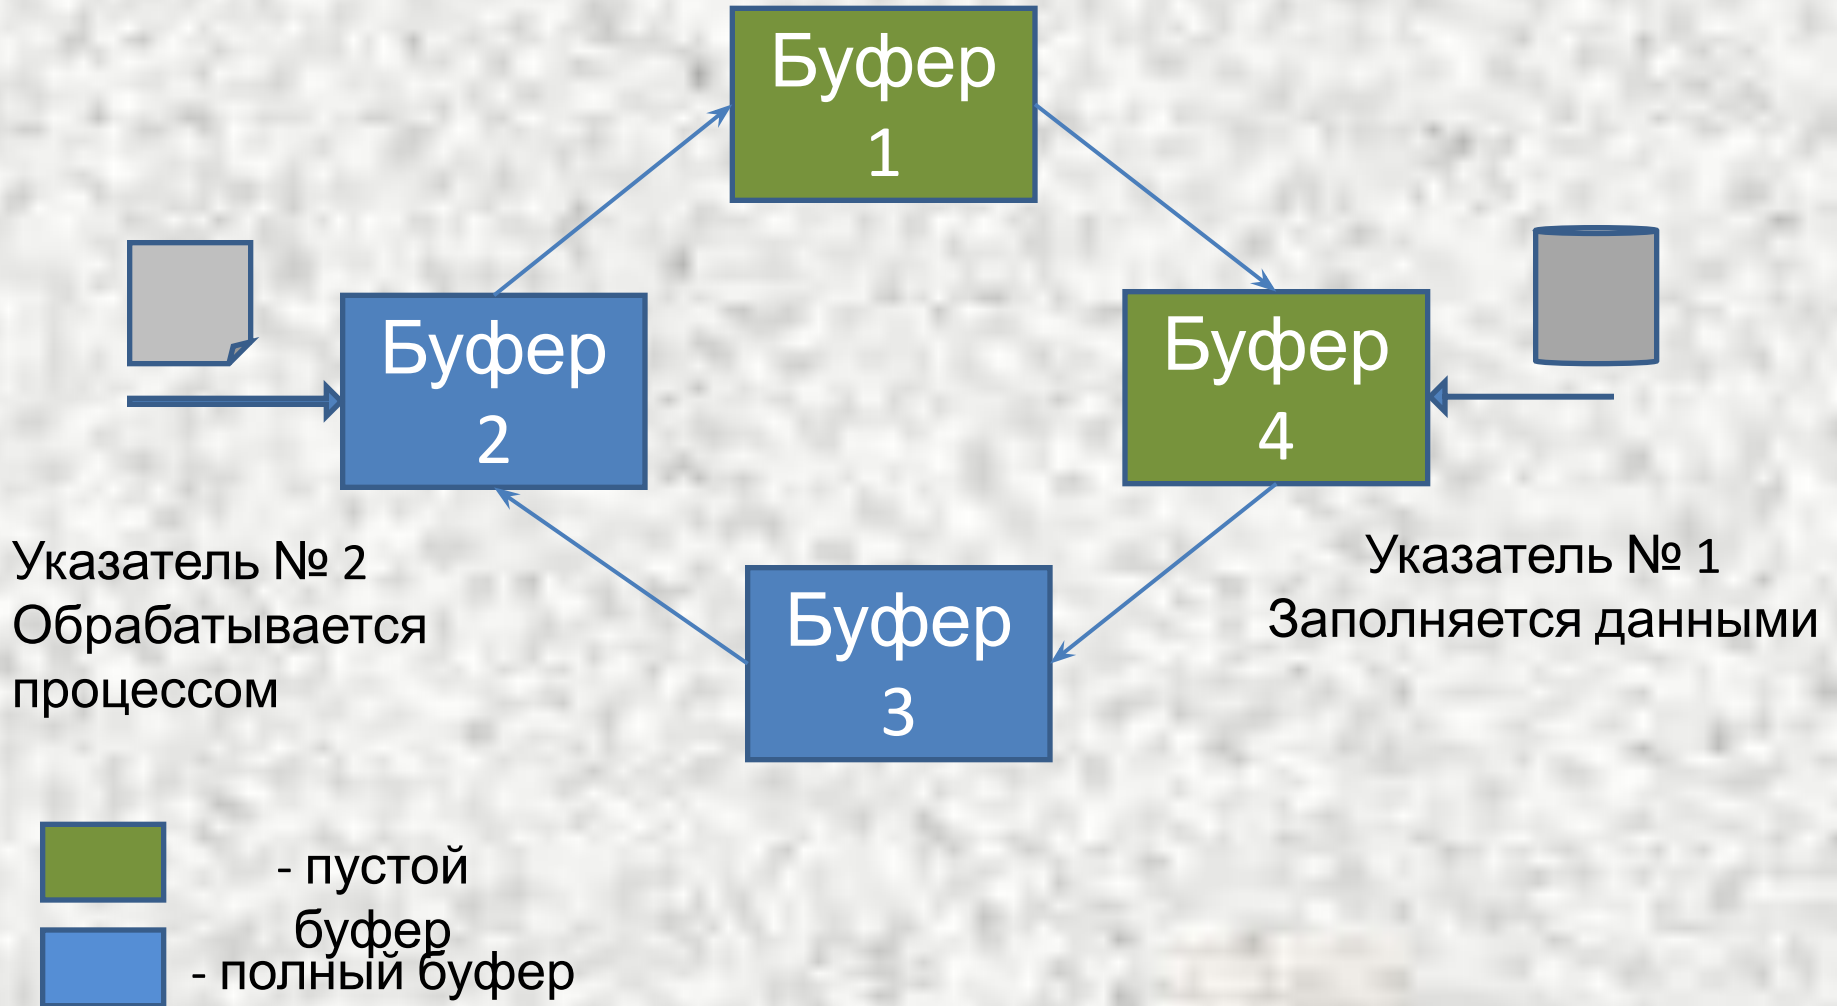 Буфер
1
Буфер
2
Буфер
4
Указатель № 2
Обрабатывается
процессом
Указатель № 1
Заполняется данными
Буфер
3
- пустой
буфер
- полный буфер